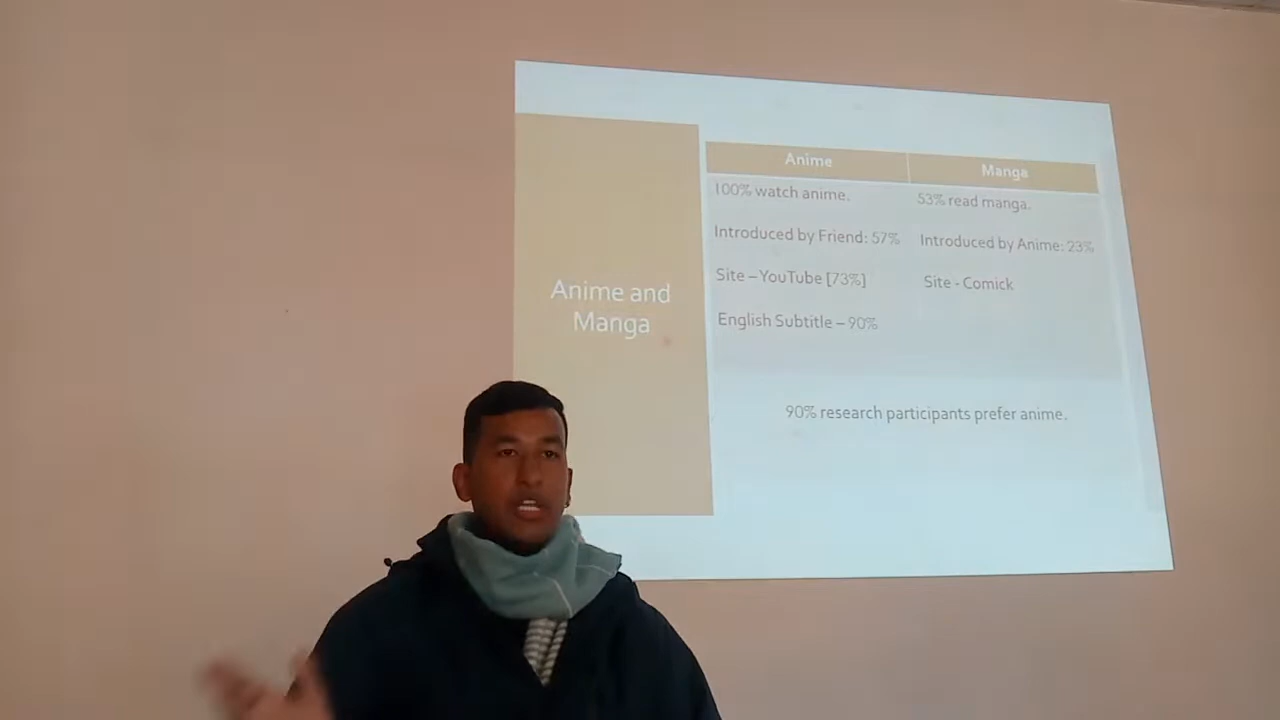 Anime and
Manga
Anime
Manga
100% watch anime.
53% read manga.
Introduced by Friend: 57%
Introduced by Anime: 23%
Site – YouTube [73%]
Site - Comick
English Subtitle – 90%
90% research participants prefer anime.